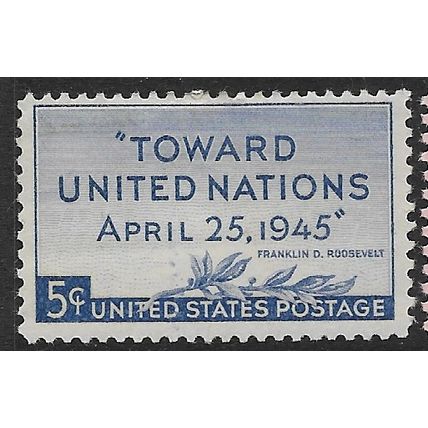 "TOWARD
UNITED NATIONS
APRIL 25, 1945"
FRANKLIN D. ROOSEVELT
5¢ UNITED STATES POSTAGE